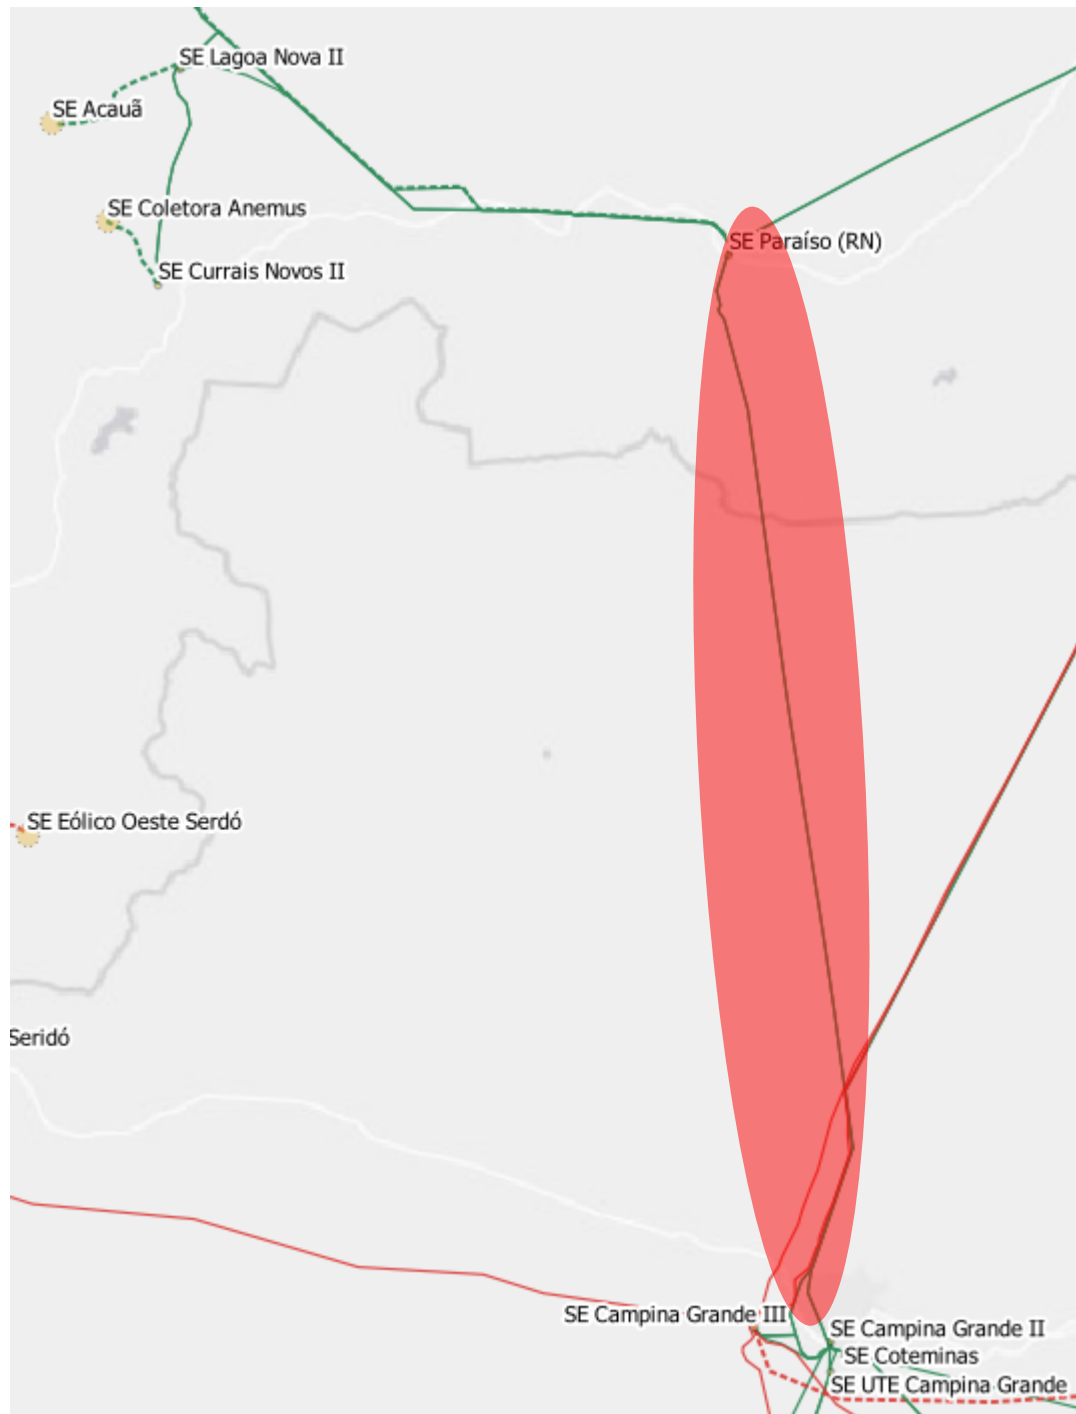 SE Lagoa Nova II
SE Acauã
SE Coletora Anemus
SE Paraíso (RN)
SE Currais Novos II
SE Eólico Oeste Serdó
Seridó
SE Campina Grande III
SE Campina Grande II
SE Coteminas
SE UTE Campina Grande